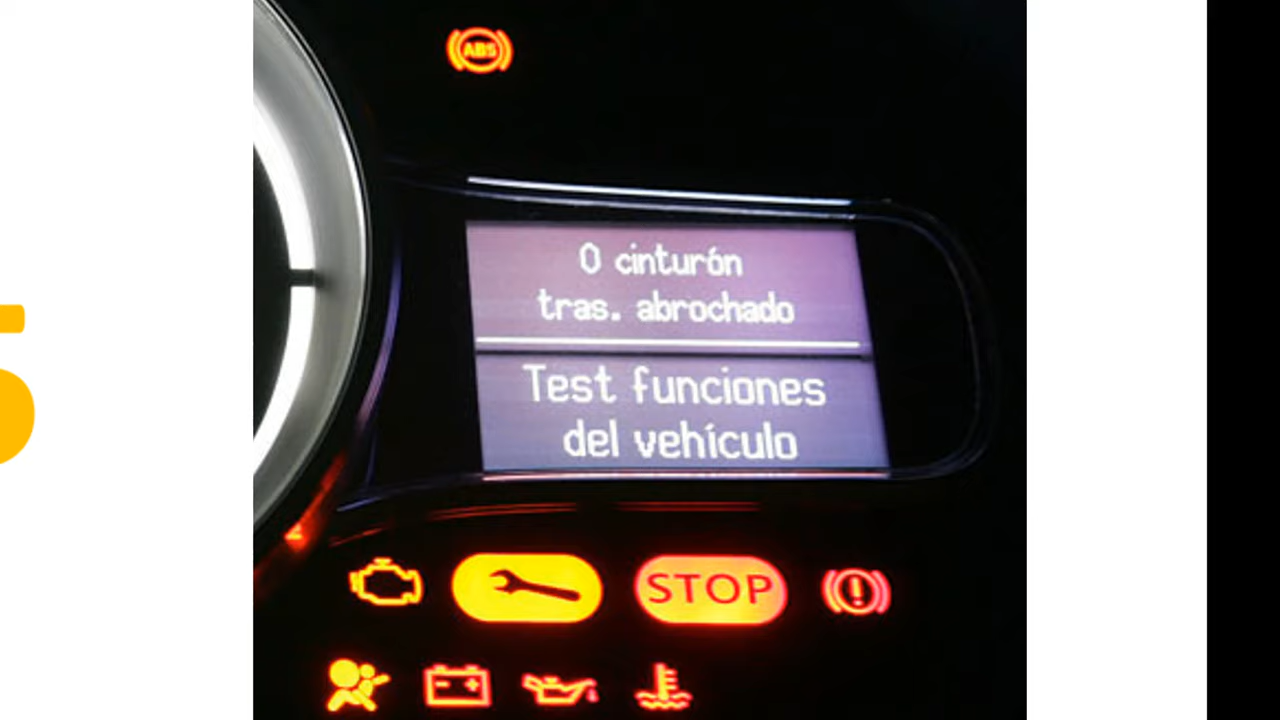 ABS
0 cinturón
tras. abrochado
Test funciones
del vehículo
STOP